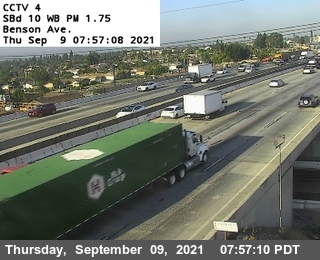 CCTV 4
SBd 10 WB PM 1.75
Benson Ave.
Thu Sep 9 07:57:08 2021
Thursday, September 09, 2021 07:57:10 PDT